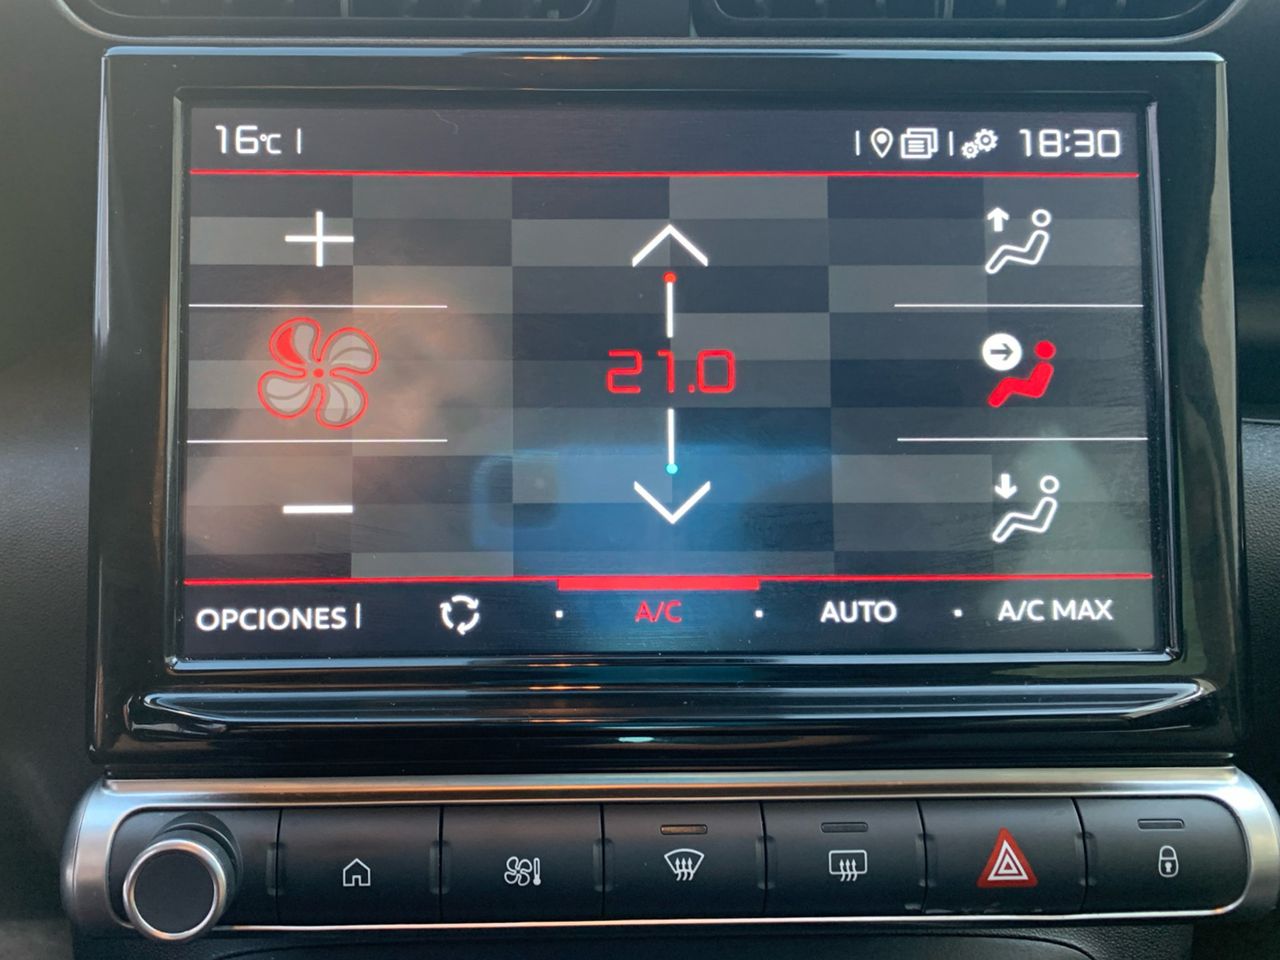 16°C
18:30
21.0
OPCIONES A/C AUTO A/C MAX